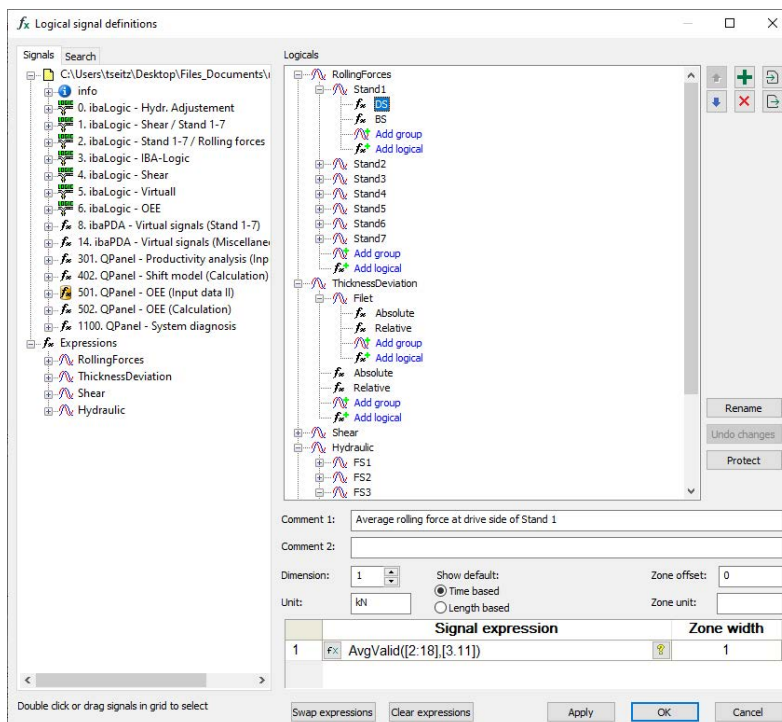 Logical signal definitions
Signals
Search
C:\Users\tseitz\Desktop\Files_Documents\
info
0. ibaLogic - Hydr. Adjustement
1. ibaLogic - Shear / Stand 1-7
2. ibaLogic - Stand 1-7 / Rolling forces
3. ibaLogic - IBA-Logic
4. ibaLogic - Shear
5. ibaLogic - Virtuall
6. ibaLogic - OEE
8. ibaPDA - Virtual signals (Stand 1-7)
14. ibaPDA - Virtual signals (Miscellane
301. QPanel - Productivity analysis (Inp
402. QPanel - Shift model (Calculation)
501. QPanel - OEE (Input data II)
502. QPanel - OEE (Calculation)
1100. QPanel - System diagnosis
Expressions
RollingForces
ThicknessDeviation
Shear
Hydraulic
Double click or drag signals in grid to select
Logicals
RollingForces
Stand1
DS
BS
Add group
Add logical
Stand2
Stand3
Stand4
Stand5
Stand6
Stand7
Add group
Add logical
ThicknessDeviation
Filet
Absolute
Relative
Add group
Add logical
Absolute
Relative
Add group
Add logical
Shear
Hydraulic
FS1
FS2
FS3
Rename
Undo changes
Protect
Comment 1: Average rolling force at drive side of Stand 1
Comment 2:
Dimension: 1 Show default: Zone offset: 0
Time based
Unit: kN Length based Zone unit:
Signal expression Zone width
1 fx AvgValid([2:18],[3.11]) ? 1
Swap expressions Clear expressions Apply OK Cancel